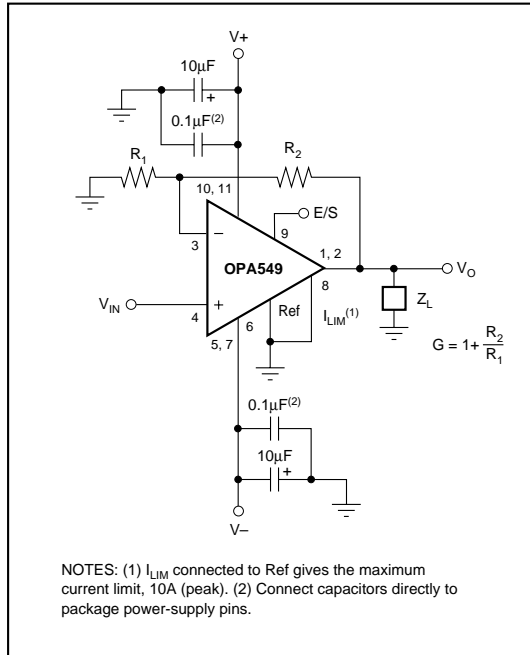 V+
10μF
+
0.1μF(2)
R1
R2
10, 11
E/S
9
3
–
OPA549
1, 2
VO
8
VIN
4
+
Ref
ILIM(1)
ZL
6
5, 7
G = 1+ R2
R1
0.1μF(2)
10μF
+
V–
NOTES: (1) ILIM connected to Ref gives the maximum
current limit, 10A (peak). (2) Connect capacitors directly to
package power-supply pins.